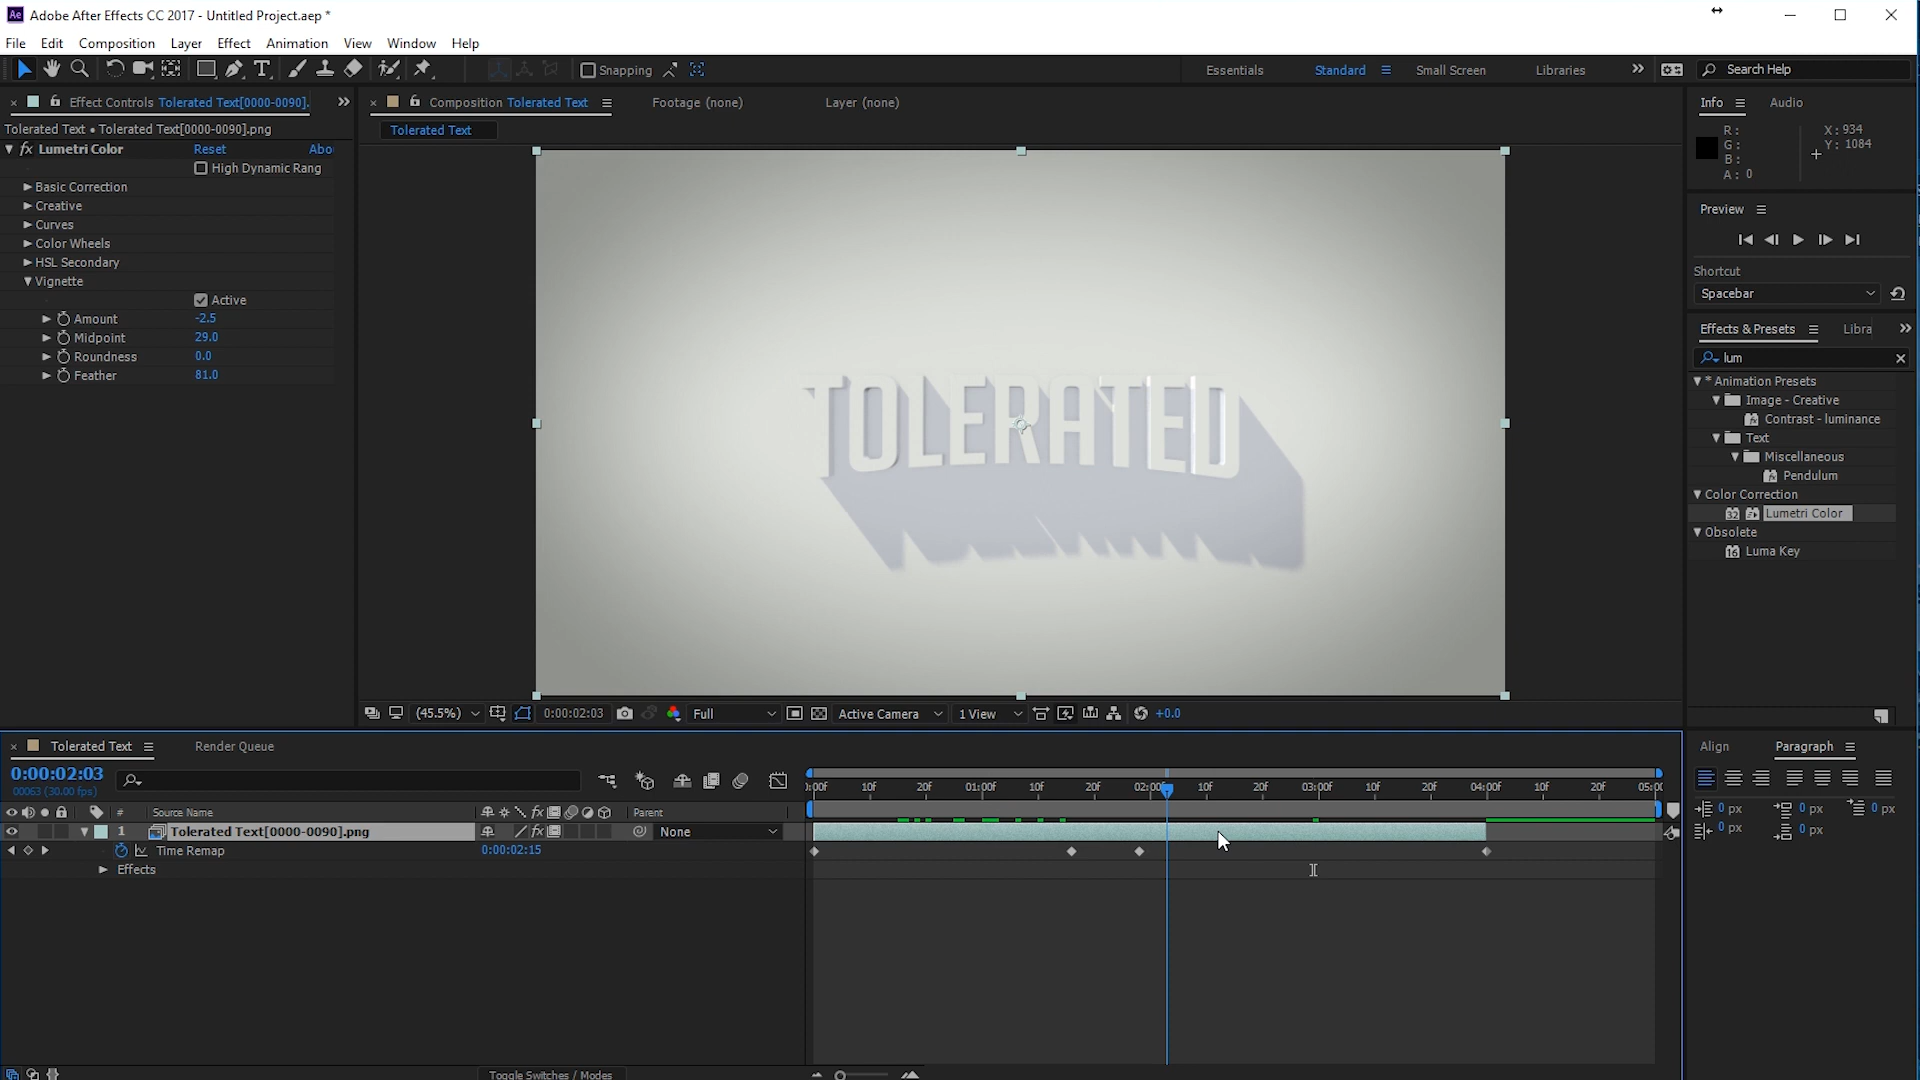 Ae Adobe After Effects CC 2017 - Untitled Project.aep *
File Edit Composition Layer Effect Animation View Window Help
Snapping Essentials Standard Small Screen Libraries Search Help
Effect Controls Tolerated Text[0000-0090].
Composition Tolerated Text
Footage (none)
Layer (none)
Info Audio
Tolerated Text • Tolerated Text[0000-0090].png
Tolerated Text
R:
G:
B:
A: 0
X: 934
Y: 1084
fx Lumetri Color Reset Abo
High Dynamic Rang
Basic Correction
Creative
Curves
Color Wheels
HSL Secondary
Vignette
Active
Amount -2.5
Midpoint 29.0
Roundness 0.0
Feather 81.0
TOLERATED
Preview
Shortcut
Spacebar
Effects & Presets Libra
lum
* Animation Presets
Image - Creative
Contrast - luminance
Text
Miscellaneous
Pendulum
Color Correction
32 Lumetri Color
Obsolete
16 Luma Key
(45.5%) 0:00:02:03 Full Active Camera 1 View +0.0
Tolerated Text Render Queue
0:00:02:03
00063 (30.00 fps)
:00f 10f 20f 01:00f 10f 20f 02:00f 10f 20f 03:00f 10f 20f 04:00f 10f 20f 05:00
# Source Name fx Parent
1 Tolerated Text[0000-0090].png fx None
Time Remap 0:00:02:15
Effects
Toggle Switches / Modes
Align Paragraph
0 px 0 px 0 px
0 px 0 px